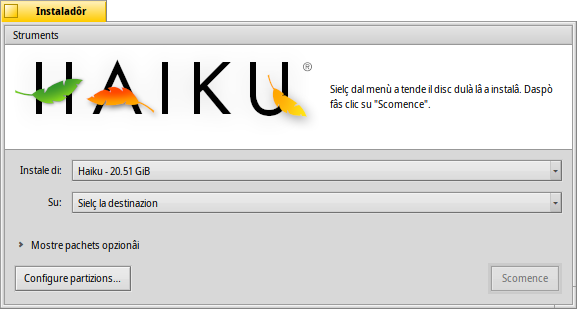 Instaladôr
Struments
HAIKU®
Sielç dal menù a tende il disc dulà lâ a instalâ. Daspò
fâs clic su "Scomence".
Instale di:
Haiku - 20.51 GiB
Su:
Sielç la destinazion
Mostre pachets opzionâi
Configure partizions...
Scomence